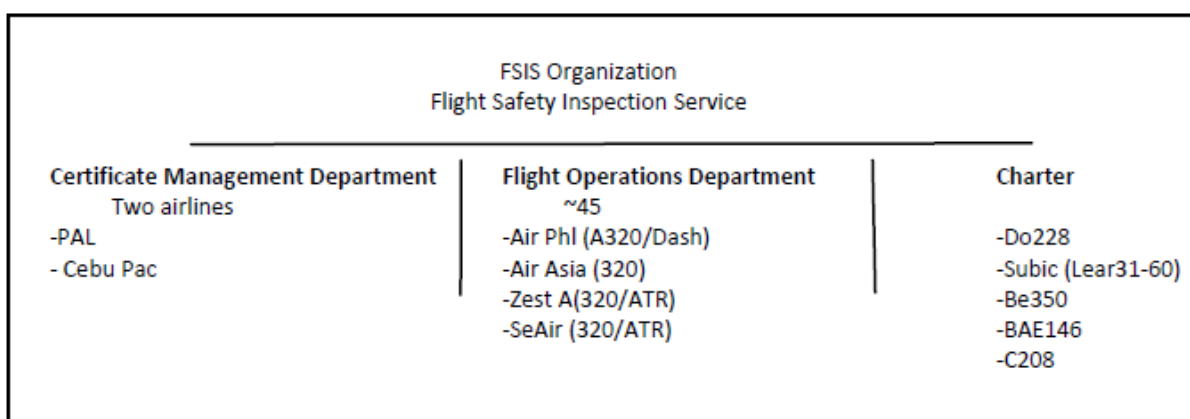 FSIS Organization
Flight Safety Inspection Service
Certificate Management Department
Two airlines
-PAL
- Cebu Pac
Flight Operations Department
~45
-Air Phl (A320/Dash)
-Air Asia (320)
-Zest A(320/ATR)
-SeAir (320/ATR)
Charter
-Do228
-Subic (Lear31-60)
-Be350
-BAE146
-C208